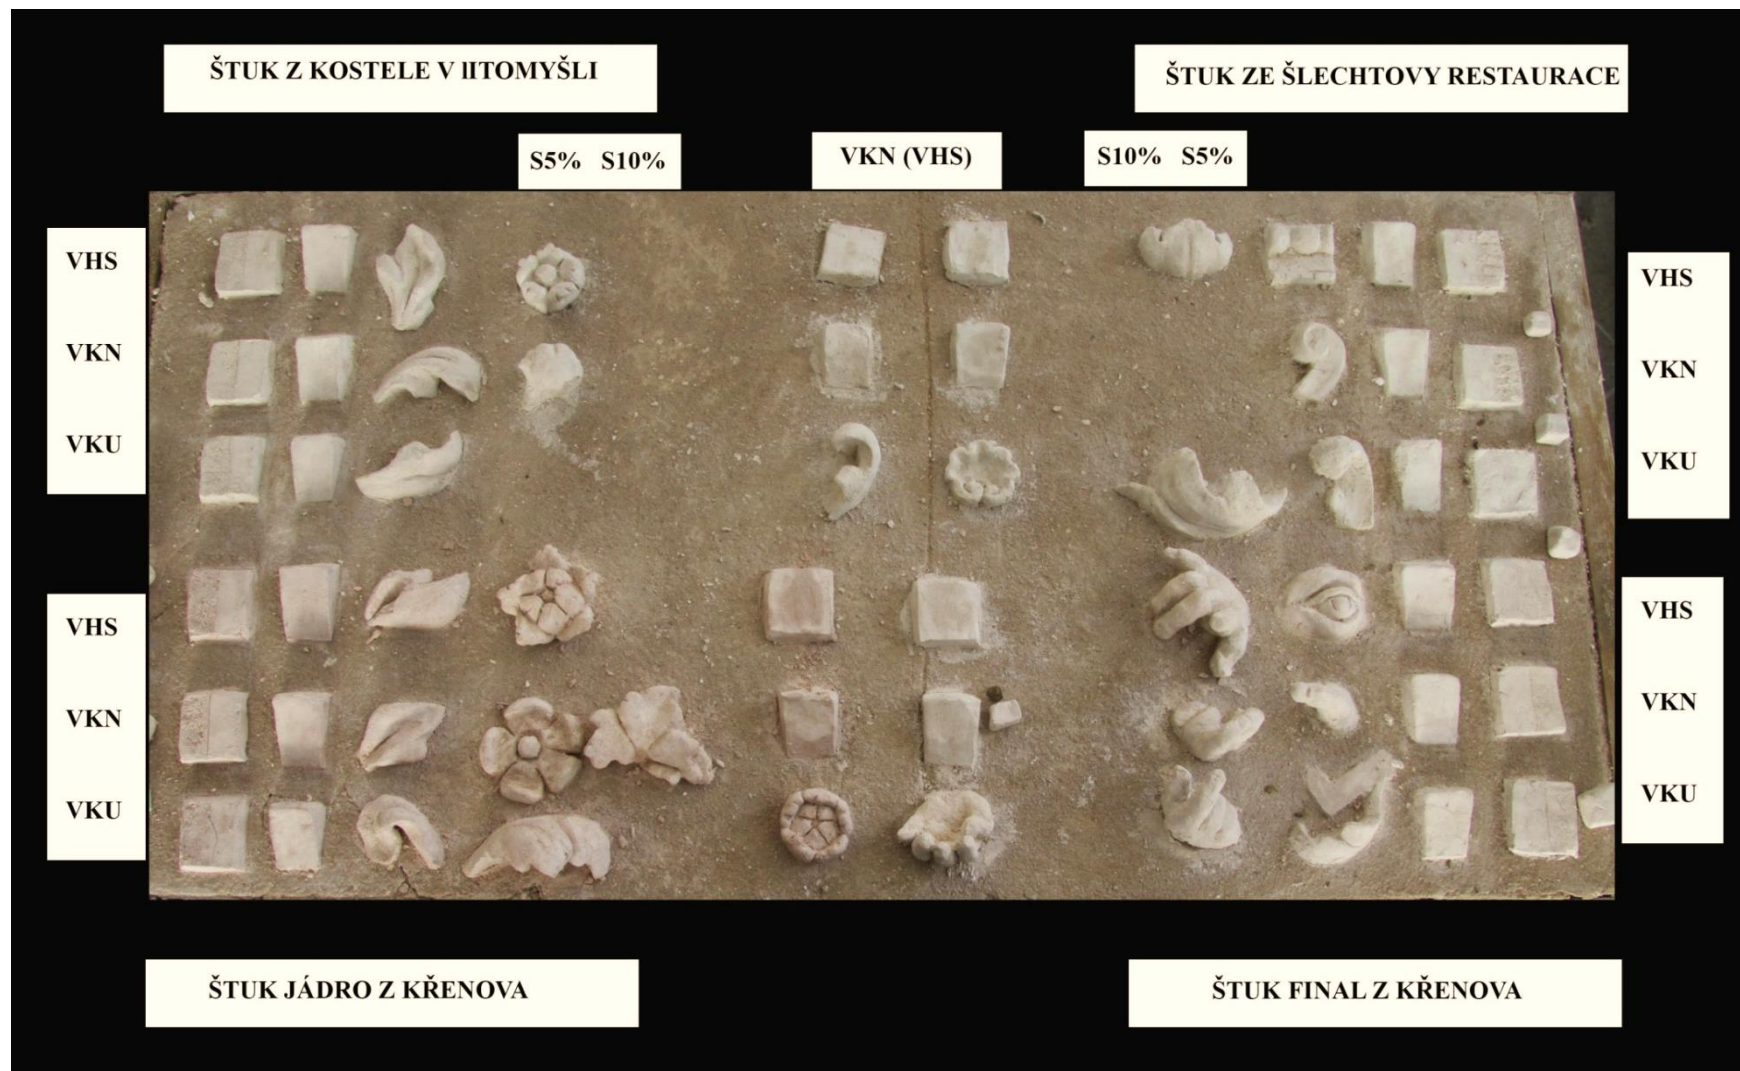 ŠTUK Z KOSTELE V lITOMYŠLI
ŠTUK ZE ŠLECHTOVY RESTAURACE
S5% S10%
VKN (VHS)
S10% S5%
VHS
VKN
VKU
VHS
VKN
VKU
VHS
VKN
VKU
VHS
VKN
VKU
ŠTUK JÁDRO Z KŘENOVA
ŠTUK FINAL Z KŘENOVA